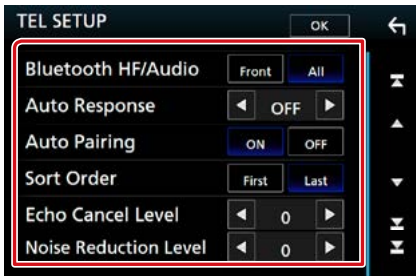 TEL SETUP OK
Bluetooth HF/Audio Front All
Auto Response OFF
Auto Pairing ON OFF
Sort Order First Last
Echo Cancel Level 0
Noise Reduction Level 0